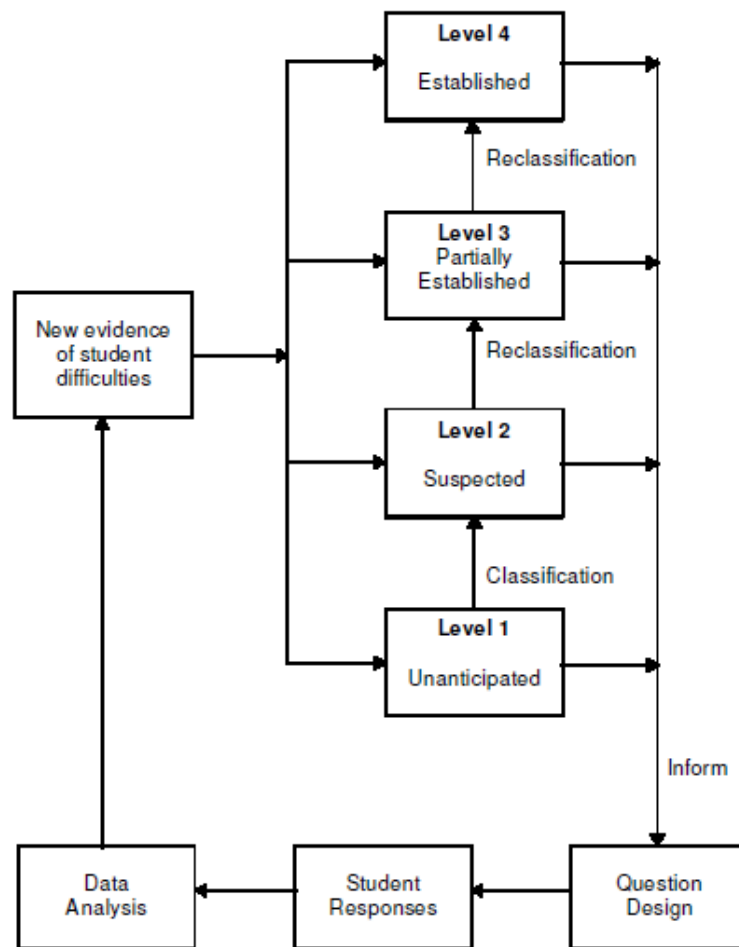 Level 4
Established
Reclassification
Level 3
Partially
Established
New evidence
of student
difficulties
Reclassification
Level 2
Suspected
Classification
Level 1
Unanticipated
Inform
Data
Analysis
Student
Responses
Question
Design